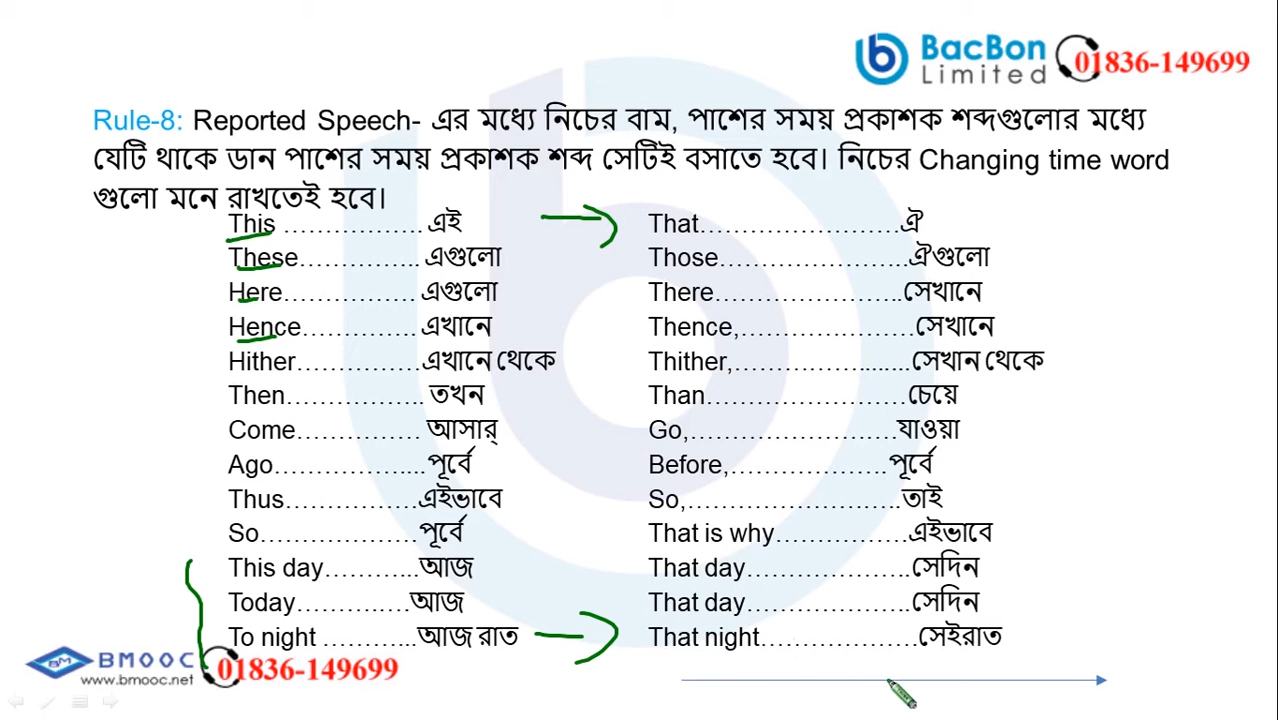 BacBon
Limited
01836-149699
Rule-8: Reported Speech- এর মধ্যে নিচের বাম, পাশের সময় প্রকাশক শব্দগুলোর মধ্যে
যেটি থাকে ডান পাশের সময় প্রকাশক শব্দ সেটিই বসাতে হবে। নিচের Changing time word
গুলো মনে রাখতেই হবে।
This ……………… এই That……………………ঐ
These………….. এগুলো Those…………………..ঐগুলো
Here……………. এগুলো There…………………..সেখানে
Hence………….. এখানে Thence,…………………সেখানে
Hither……………এখানে থেকে Thither,……………........সেখান থেকে
Then…………….. তখন Than……………………চেয়ে
Come…………… আসার্ Go,…………………….যাওয়া
Ago……………....পূর্বে Before,……………….পূর্বে
Thus…………….এইভাবে So,……………………..তাই
So…………………পূর্বে That is why…………….এইভাবে
This day………...আজ That day………………..সেদিন
Today…………..আজ That day………………..সেদিন
To night ………...আজ রাত That night………………সেইরাত
BMOOC
www.bmooc.net
01836-149699